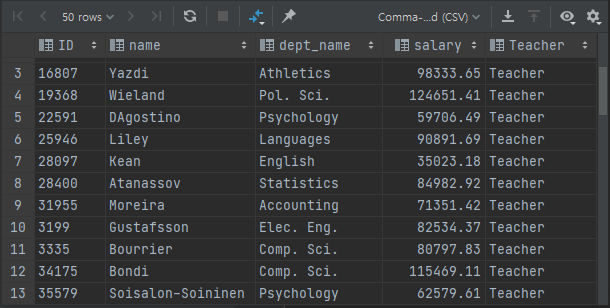 50 rows Comma-...d (CSV)
ID name dept_name salary Teacher
3 16807 Yazdi Athletics 98333.65 Teacher
4 19368 Wieland Pol. Sci. 124651.41 Teacher
5 22591 DAgostino Psychology 59706.49 Teacher
6 25946 Liley Languages 90891.69 Teacher
7 28097 Kean English 35023.18 Teacher
8 28400 Atanassov Statistics 84982.92 Teacher
9 31955 Moreira Accounting 71351.42 Teacher
10 3199 Gustafsson Elec. Eng. 82534.37 Teacher
11 3335 Bourrier Comp. Sci. 80797.83 Teacher
12 34175 Bondi Comp. Sci. 115469.11 Teacher
13 35579 Soisalon-Soininen Psychology 62579.61 Teacher